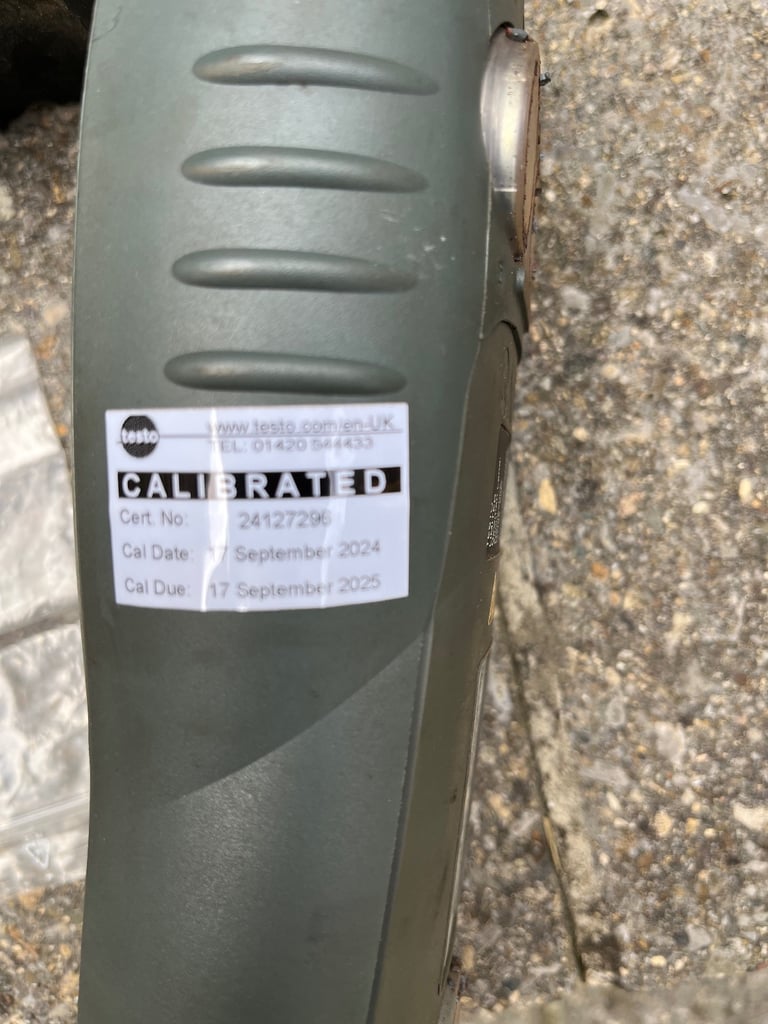 testo
www.testo.com/en-UK
TEL: 01420 544433
CALIBRATED
Cert. No: 24127296
Cal Date: 17 September 2024
Cal Due: 17 September 2025